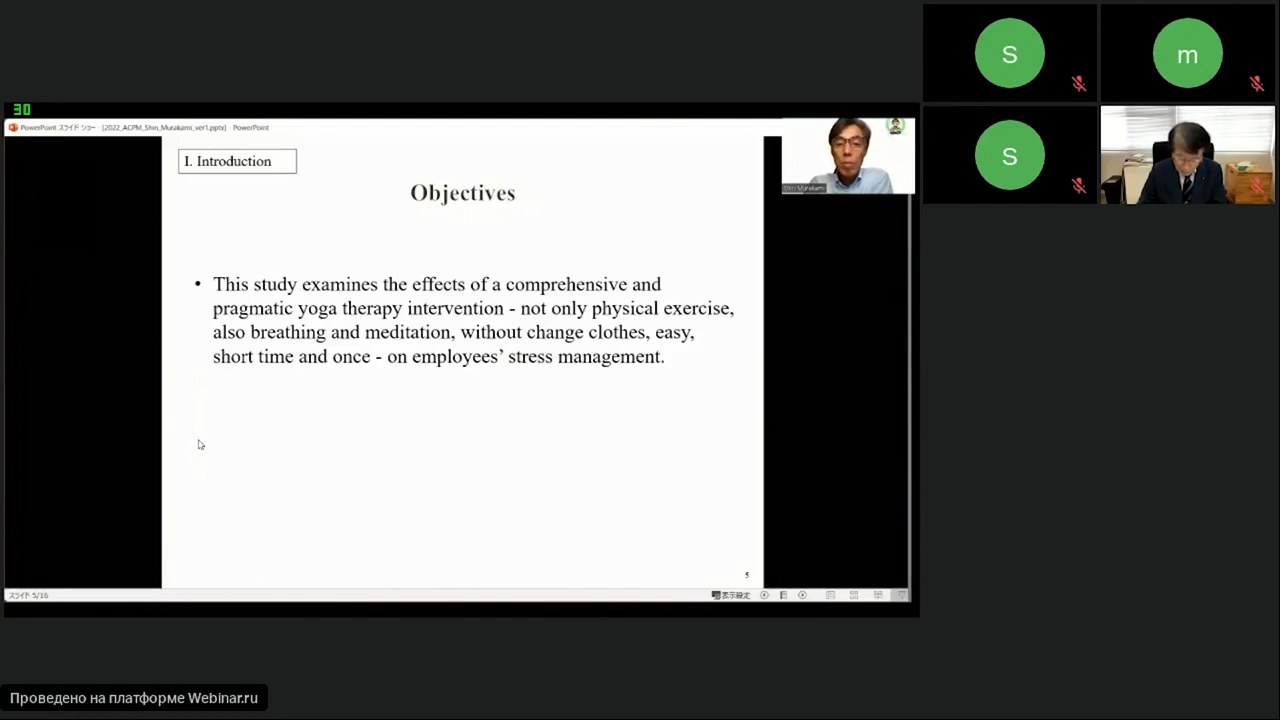 30
PowerPoint スライド ショー - [2022_ACPM_Shin_Murakami_ver1.pptx] - PowerPoint
I. Introduction
Objectives
• This study examines the effects of a comprehensive and
pragmatic yoga therapy intervention - not only physical exercise,
also breathing and meditation, without change clothes, easy,
short time and once - on employees’ stress management.
5
スライド 5/16
表示設定
Shin Murakami
S
m
S
Проведено на платформе Webinar.ru